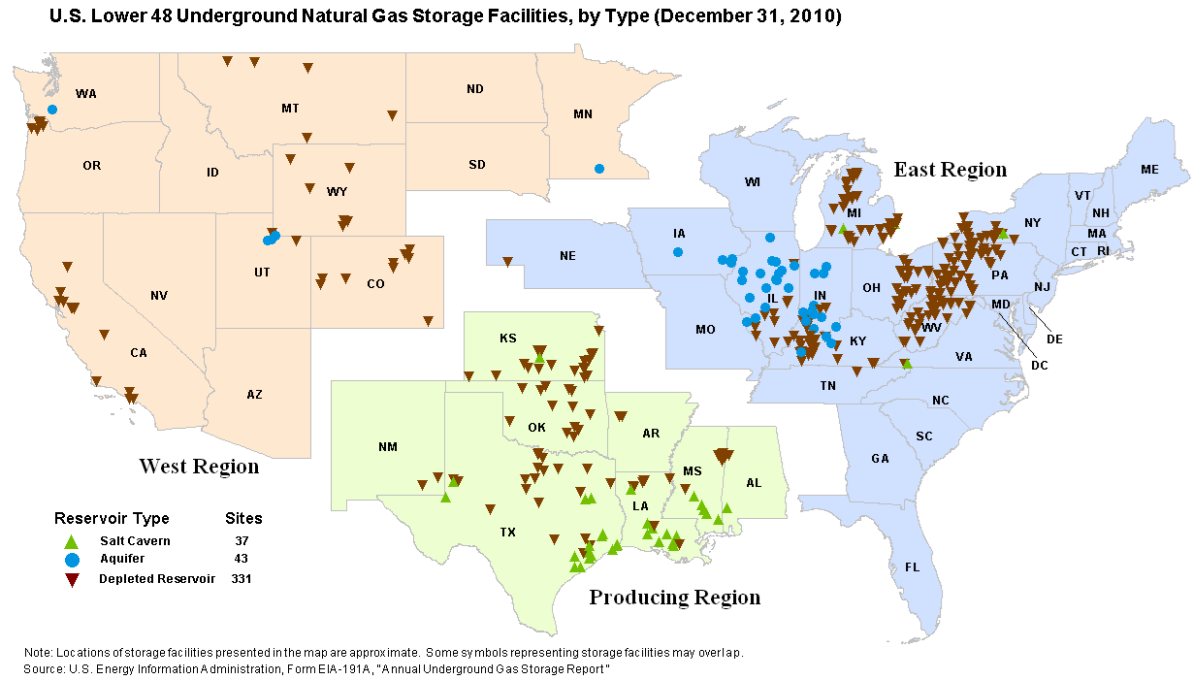 U.S. Lower 48 Underground Natural Gas Storage Facilities, by Type (December 31, 2010)
WA
MT
ND
MN
OR
ID
SD
WY
WI
MI
East Region
ME
VT
NH
NY
MA
CT RI
IA
NE
NV
UT
CO
IL
IN
OH
PA
NJ
MD
DE
DC
CA
KS
MO
KY
WV
VA
AZ
NM
OK
AR
TN
NC
SC
West Region
MS
AL
GA
TX
LA
FL
Reservoir Type Sites
Salt Cavern 37
Aquifer 43
Depleted Reservoir 331
Producing Region
Note: Locations of storage facilities presented in the map are approximate. Some symbols representing storage facilities may overlap.
Source: U.S. Energy Information Administration, Form EIA-191A, "Annual Underground Gas Storage Report"